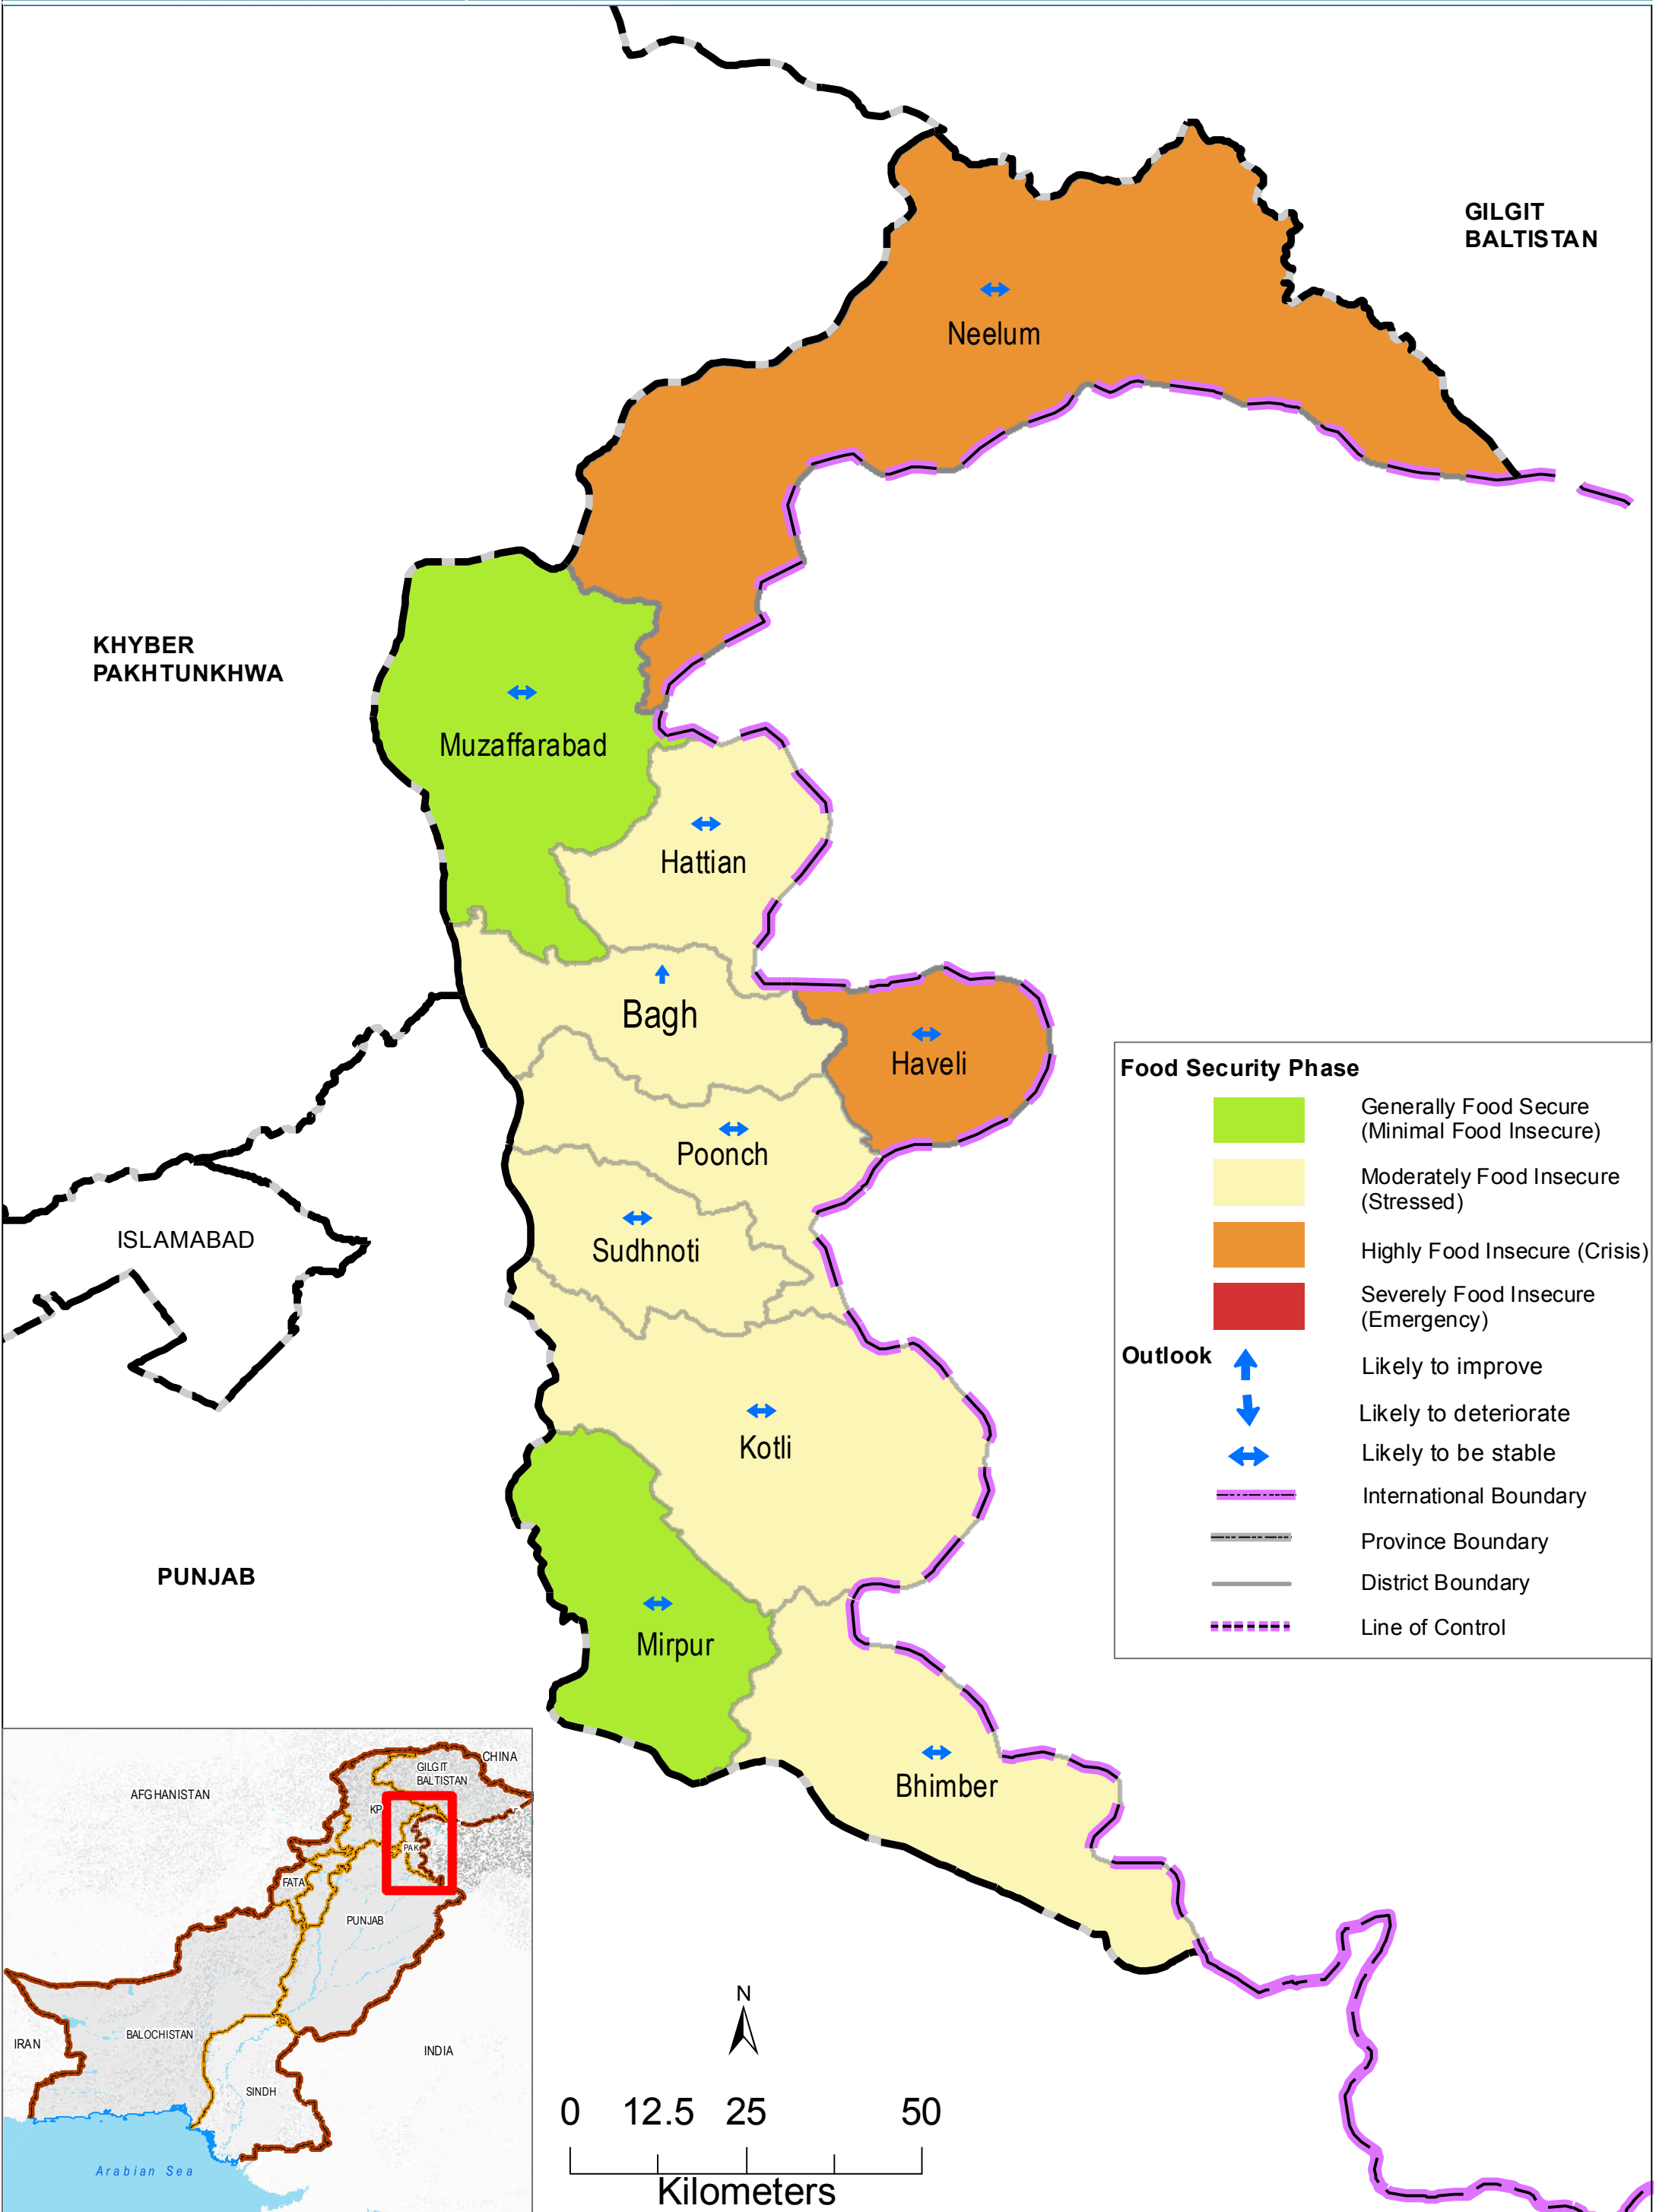 GILGIT
BALTISTAN
Neelum
KHYBER
PAKHTUNKHWA
Muzaffarabad
Hattian
Bagh
Haveli
Poonch
ISLAMABAD
Sudhnoti
Kotli
PUNJAB
Mirpur
Bhimber
Food Security Phase
Generally Food Secure
(Minimal Food Insecure)
Moderately Food Insecure
(Stressed)
Highly Food Insecure (Crisis)
Severely Food Insecure
(Emergency)
Outlook
Likely to improve
Likely to deteriorate
Likely to be stable
International Boundary
Province Boundary
District Boundary
Line of Control
CHINA
GILGIT
BALTISTAN
AFGHANISTAN
KP
PAK
FATA
PUNJAB
BALOCHISTAN
IRAN
INDIA
SINDH
Arabian Sea
N
0 12.5 25 50
Kilometers